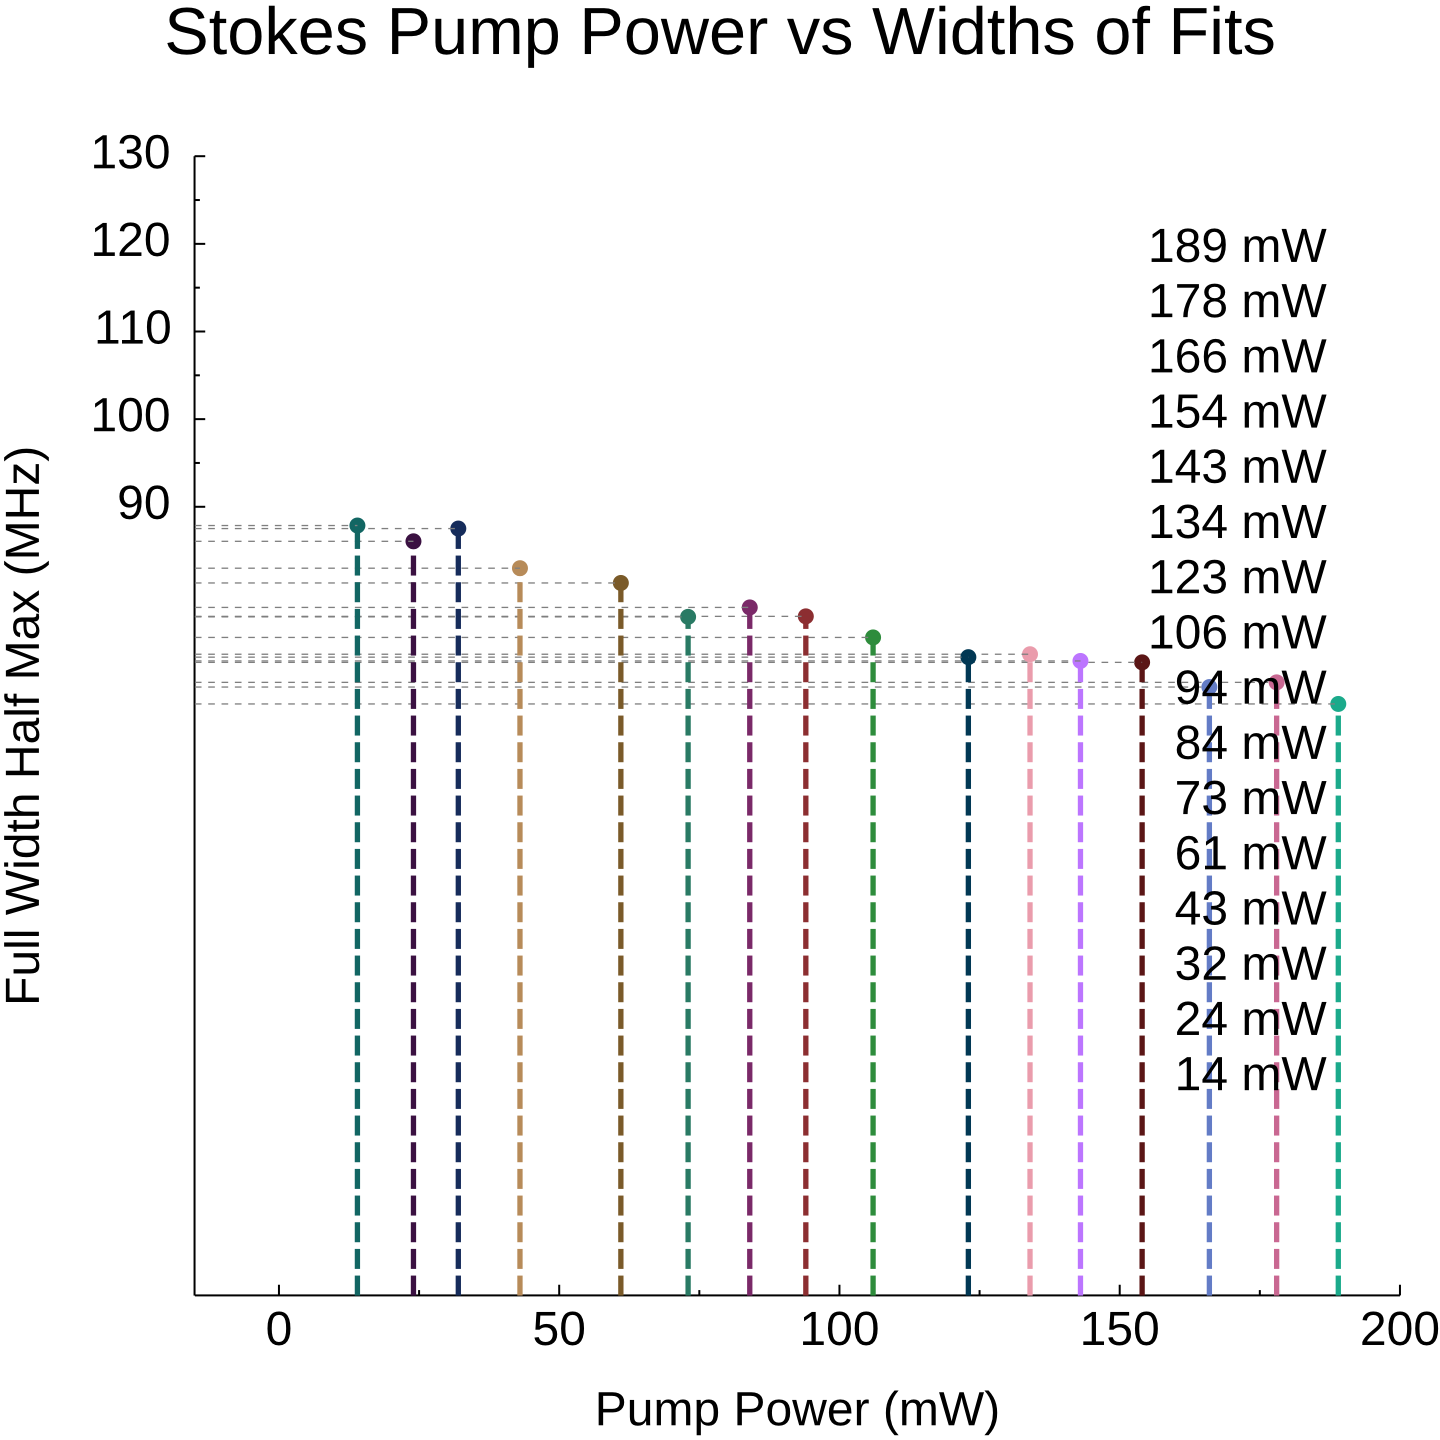 Stokes Pump Power vs Widths of Fits
130
120
110
100
90
Full Width Half Max (MHz)
189 mW
178 mW
166 mW
154 mW
143 mW
134 mW
123 mW
106 mW
94 mW
84 mW
73 mW
61 mW
43 mW
32 mW
24 mW
14 mW
0 50 100 150 200
Pump Power (mW)